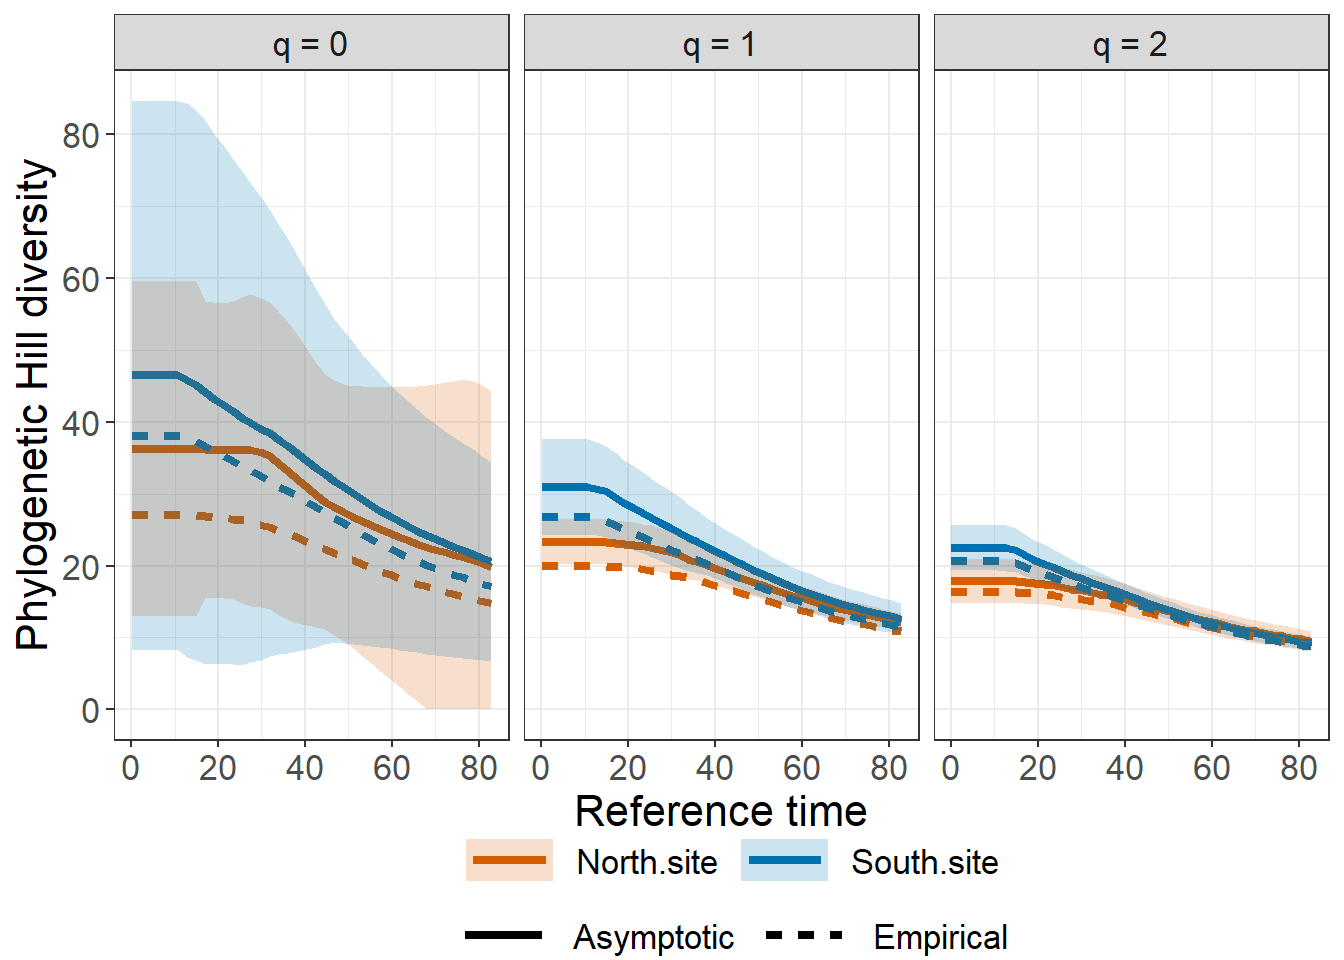 q = 0 q = 1 q = 2
Phylogenetic Hill diversity
80
60
40
20
0
0 20 40 60 80 0 20 40 60 80 0 20 40 60 80
Reference time
North.site South.site
Asymptotic Empirical